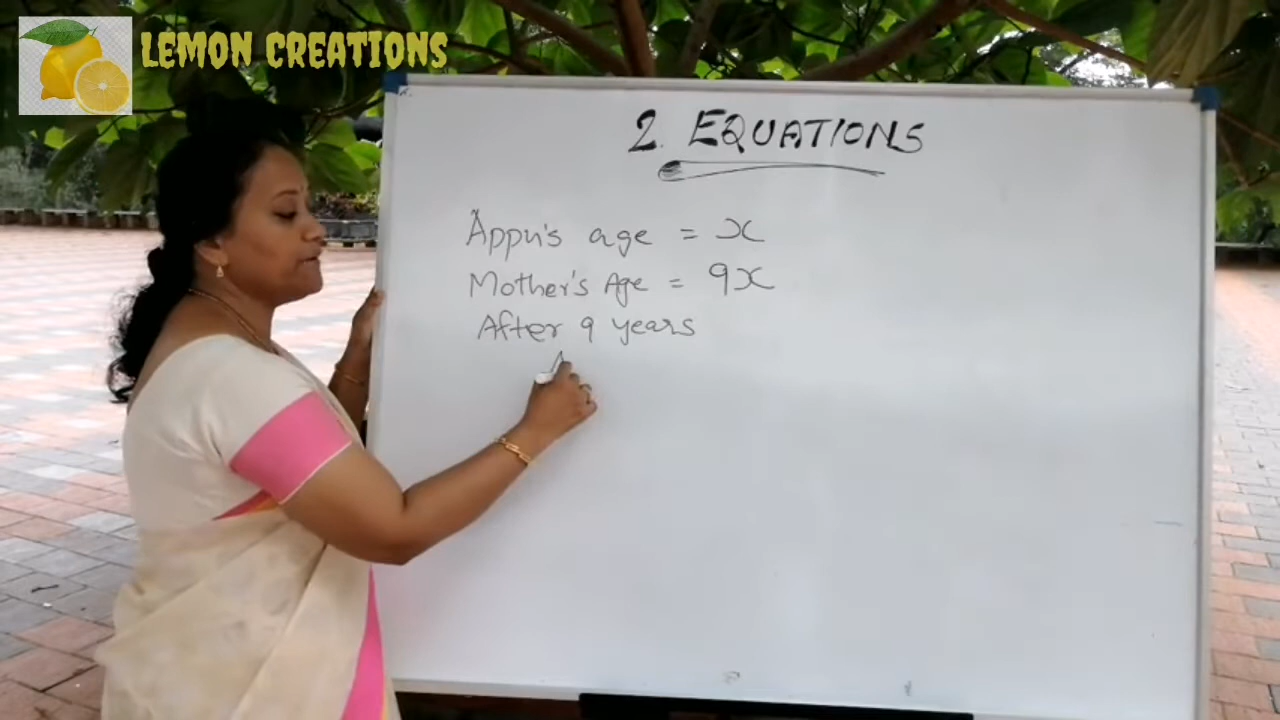 LEMON CREATIONS
2. EQUATIONS
Appu's age = x
Mother's Age = 9x
After 9 years